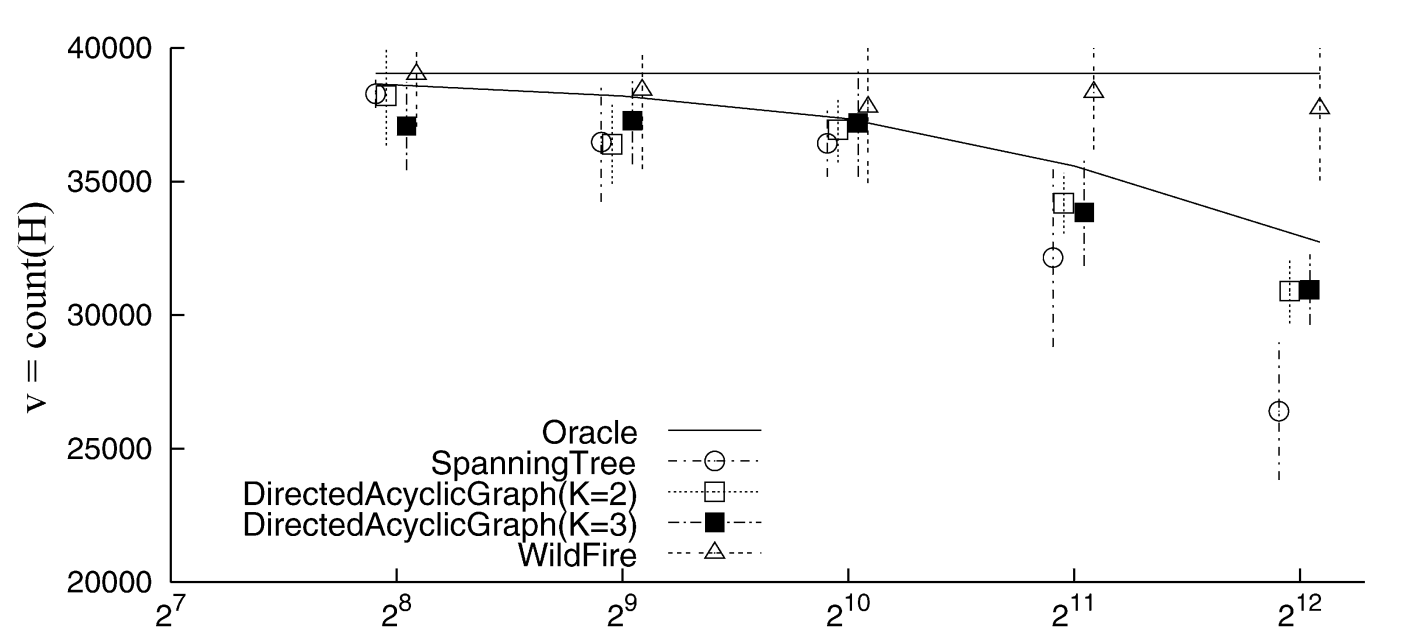 40000
35000
30000
25000
20000
v = count(H)
Oracle
SpanningTree
DirectedAcyclicGraph(K=2)
DirectedAcyclicGraph(K=3)
WildFire
2^7 2^8 2^9 2^10 2^11 2^12